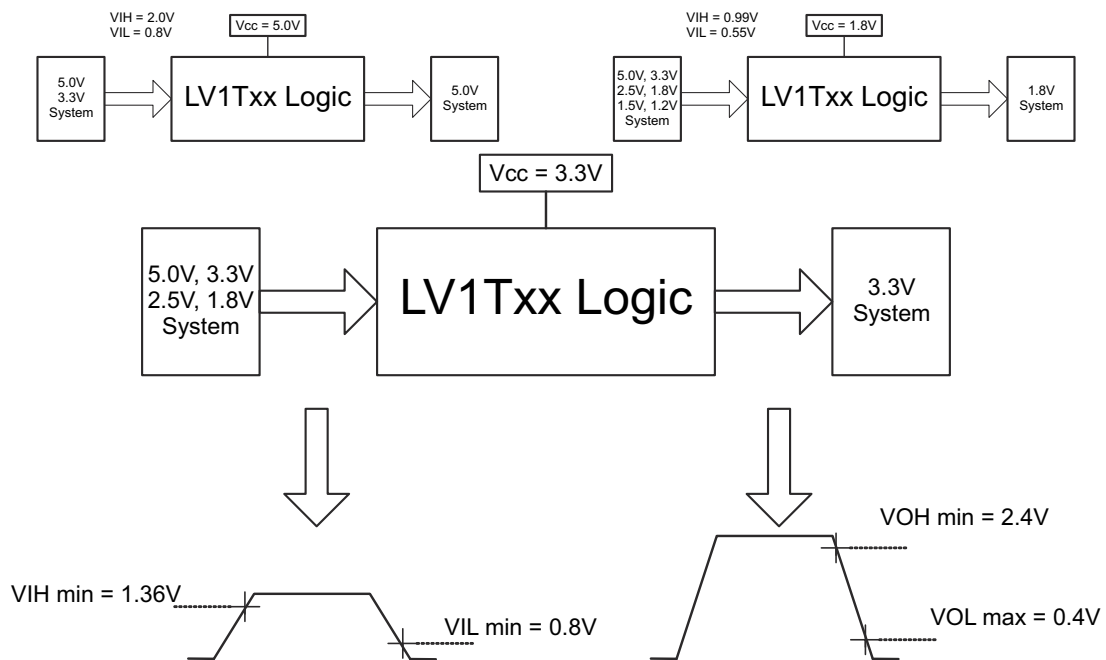 VIH = 2.0V
VIL = 0.8V
Vcc = 5.0V
5.0V
3.3V
System
LV1Txx Logic
5.0V
System
VIH = 0.99V
VIL = 0.55V
Vcc = 1.8V
5.0V, 3.3V
2.5V, 1.8V
1.5V, 1.2V
System
LV1Txx Logic
1.8V
System
Vcc = 3.3V
5.0V, 3.3V
2.5V, 1.8V
System
LV1Txx Logic
3.3V
System
VIH min = 1.36V
VIL min = 0.8V
VOH min = 2.4V
VOL max = 0.4V